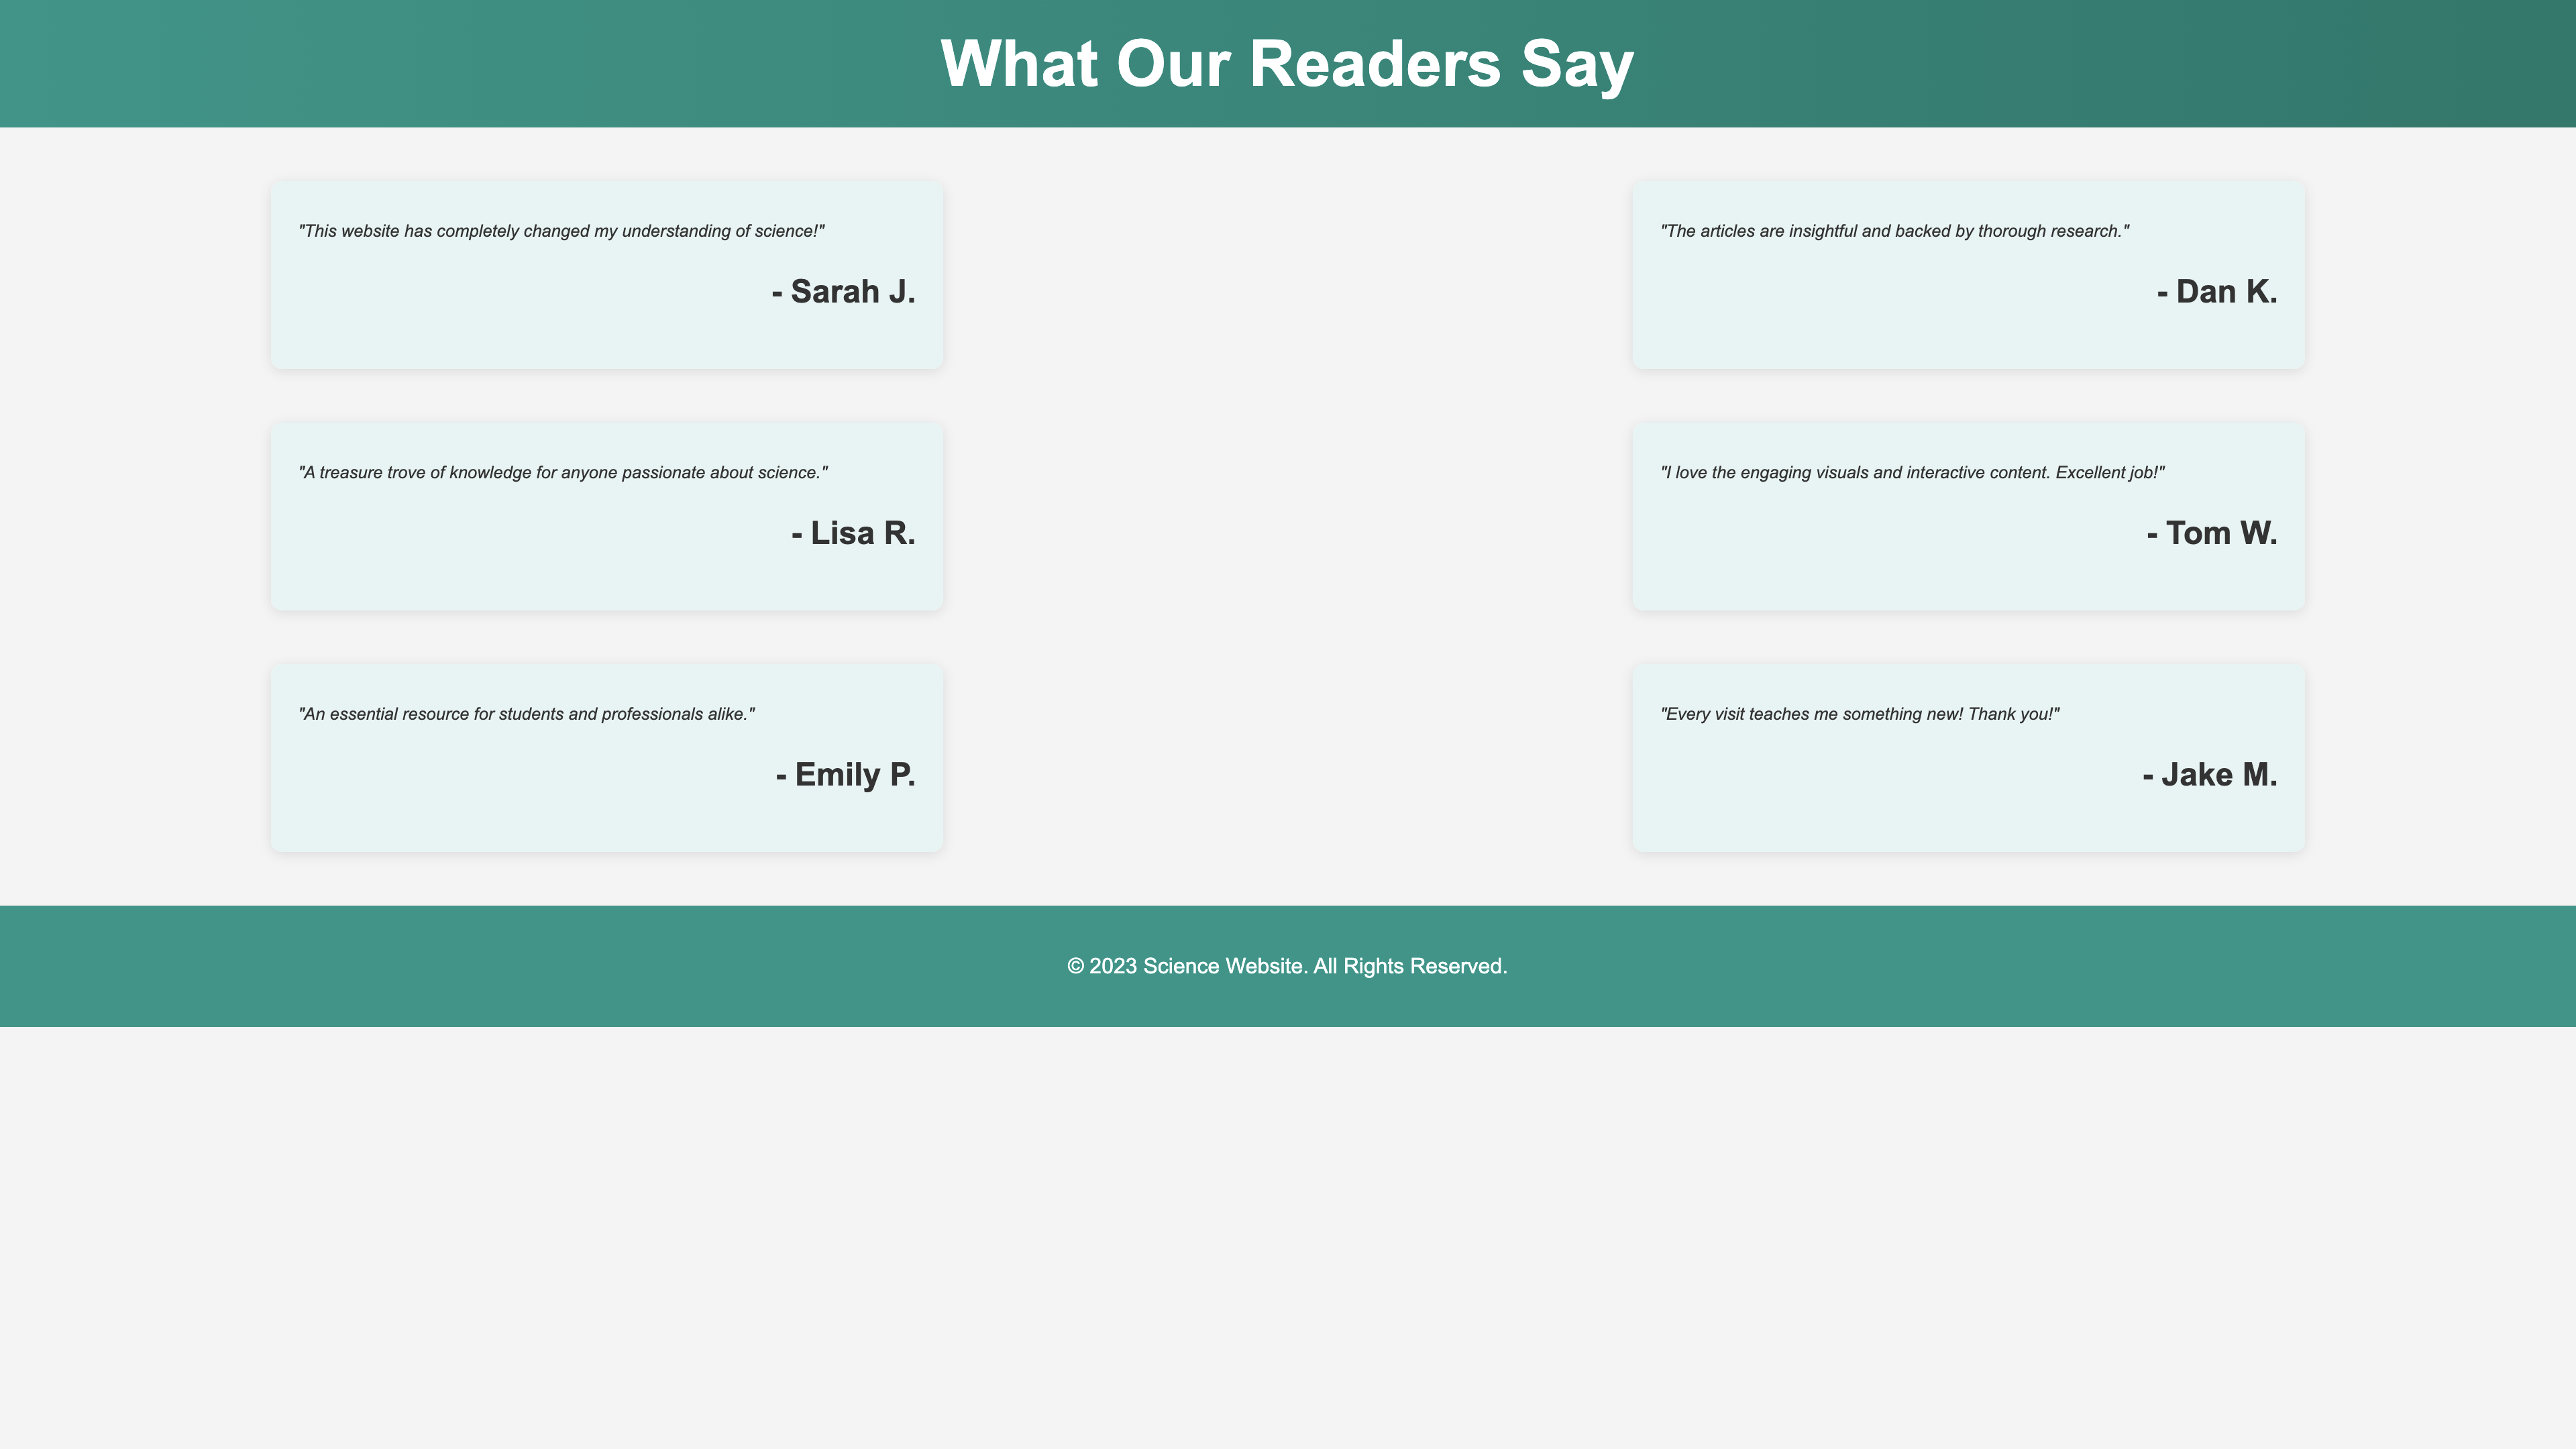 What Our Readers Say
"This website has completely changed my understanding of science!"
- Sarah J.
"The articles are insightful and backed by thorough research."
- Dan K.
"A treasure trove of knowledge for anyone passionate about science."
- Lisa R.
"I love the engaging visuals and interactive content. Excellent job!"
- Tom W.
"An essential resource for students and professionals alike."
- Emily P.
"Every visit teaches me something new! Thank you!"
- Jake M.
© 2023 Science Website. All Rights Reserved.